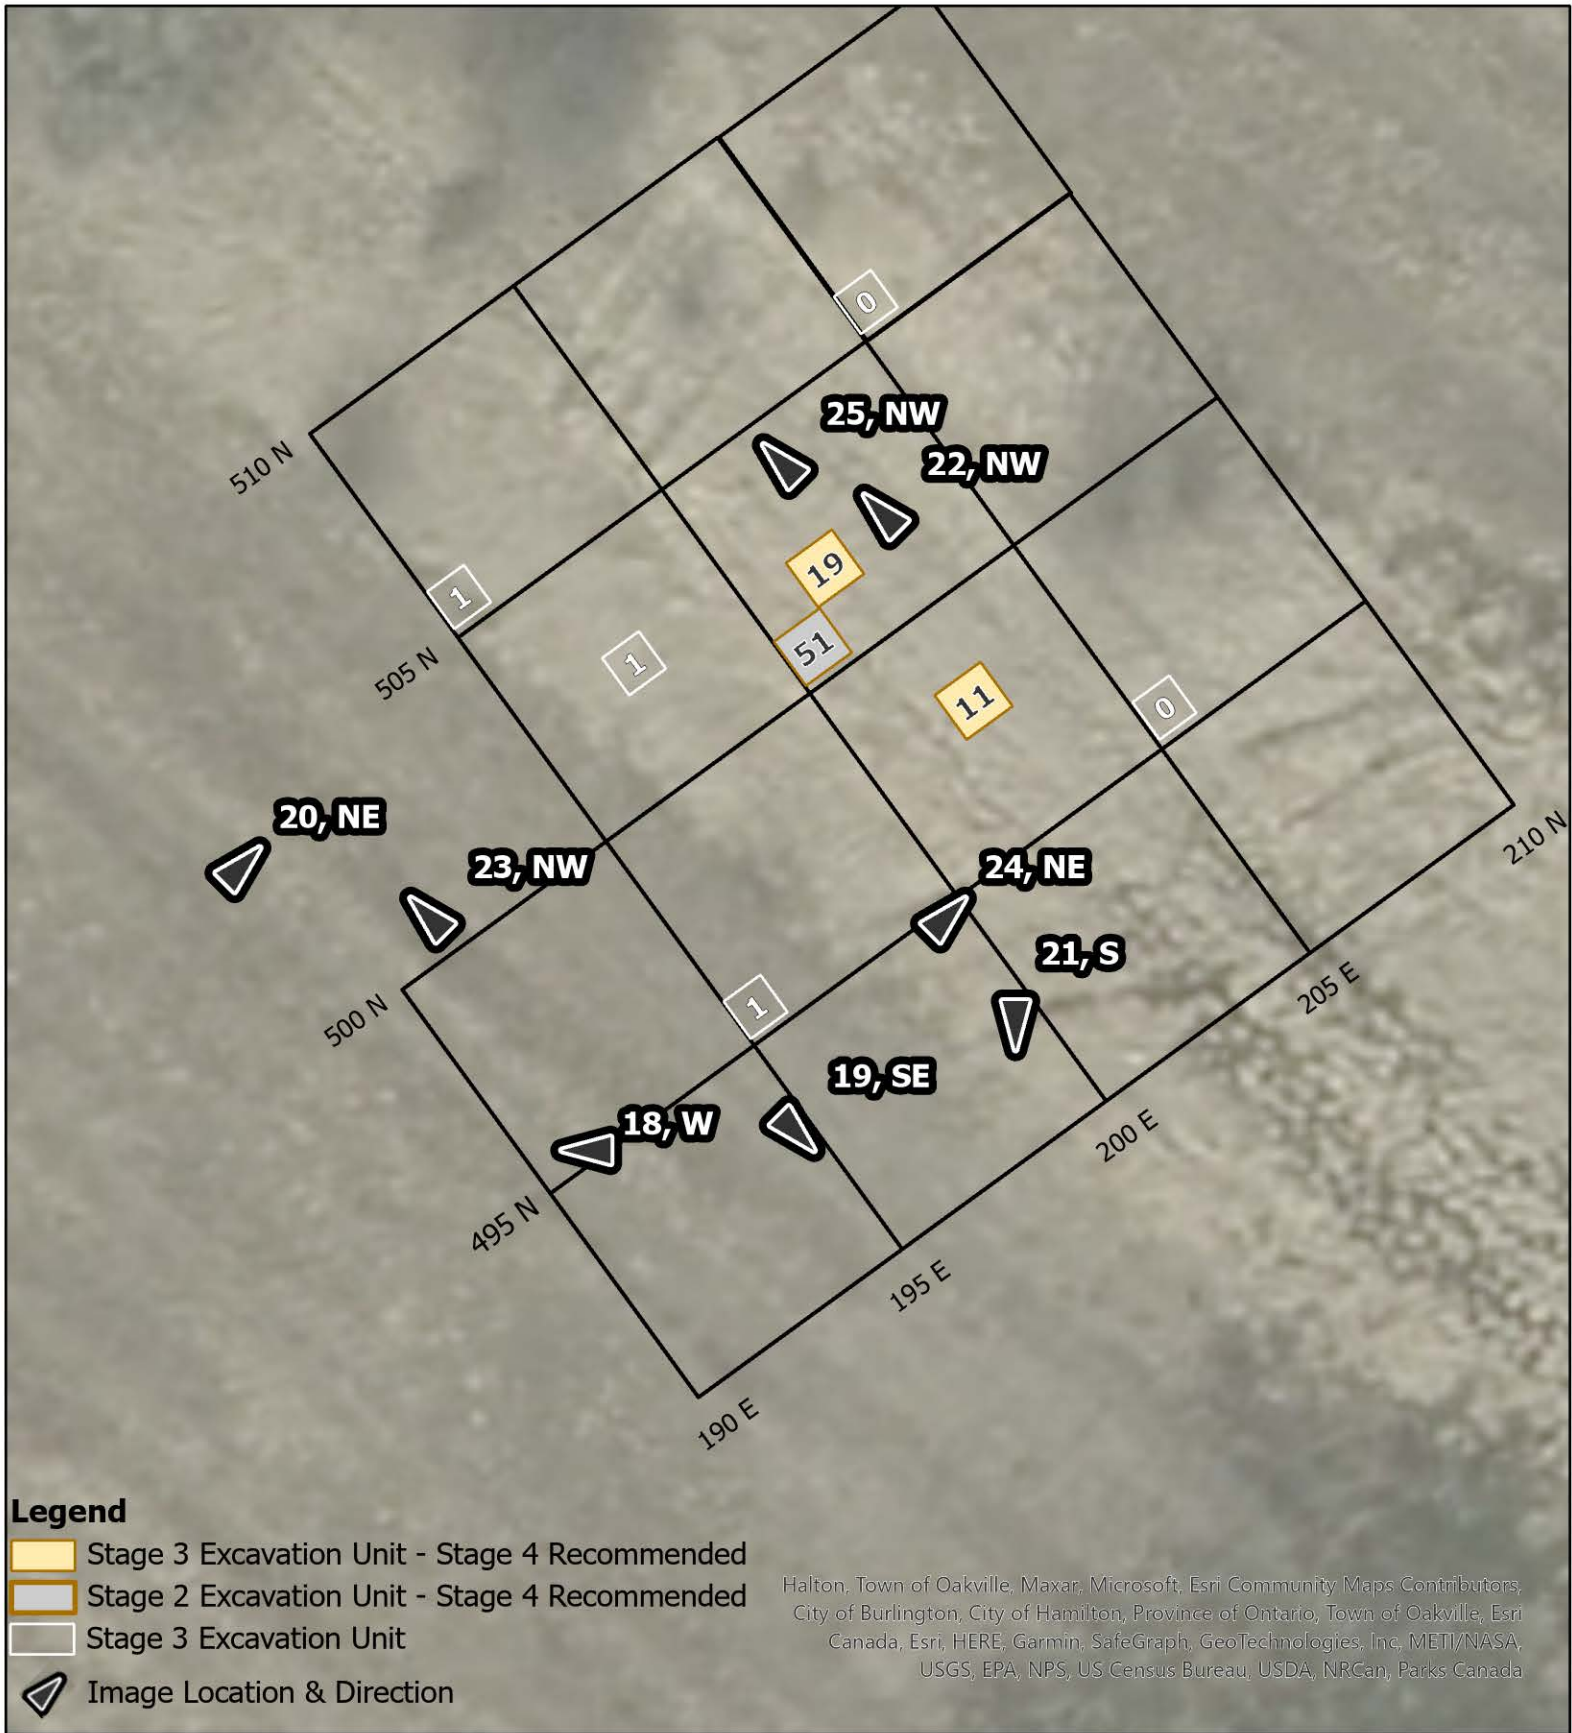 0
25, NW
22, NW
510 N
19
1
51
1
505 N
11
0
20, NE
210 N
23, NW
24, NE
21, S
205 E
500 N
1
19, SE
18, W
200 E
495 N
195 E
190 E
Legend
Stage 3 Excavation Unit - Stage 4 Recommended
Stage 2 Excavation Unit - Stage 4 Recommended
Stage 3 Excavation Unit
Image Location & Direction
Halton, Town of Oakville, Maxar, Microsoft, Esri Community Maps Contributors,
City of Burlington, City of Hamilton, Province of Ontario, Town of Oakville, Esri
Canada, Esri, HERE, Garmin, SafeGraph, GeoTechnologies, Inc, METI/NASA,
USGS, EPA, NPS, US Census Bureau, USDA, NRCan, Parks Canada